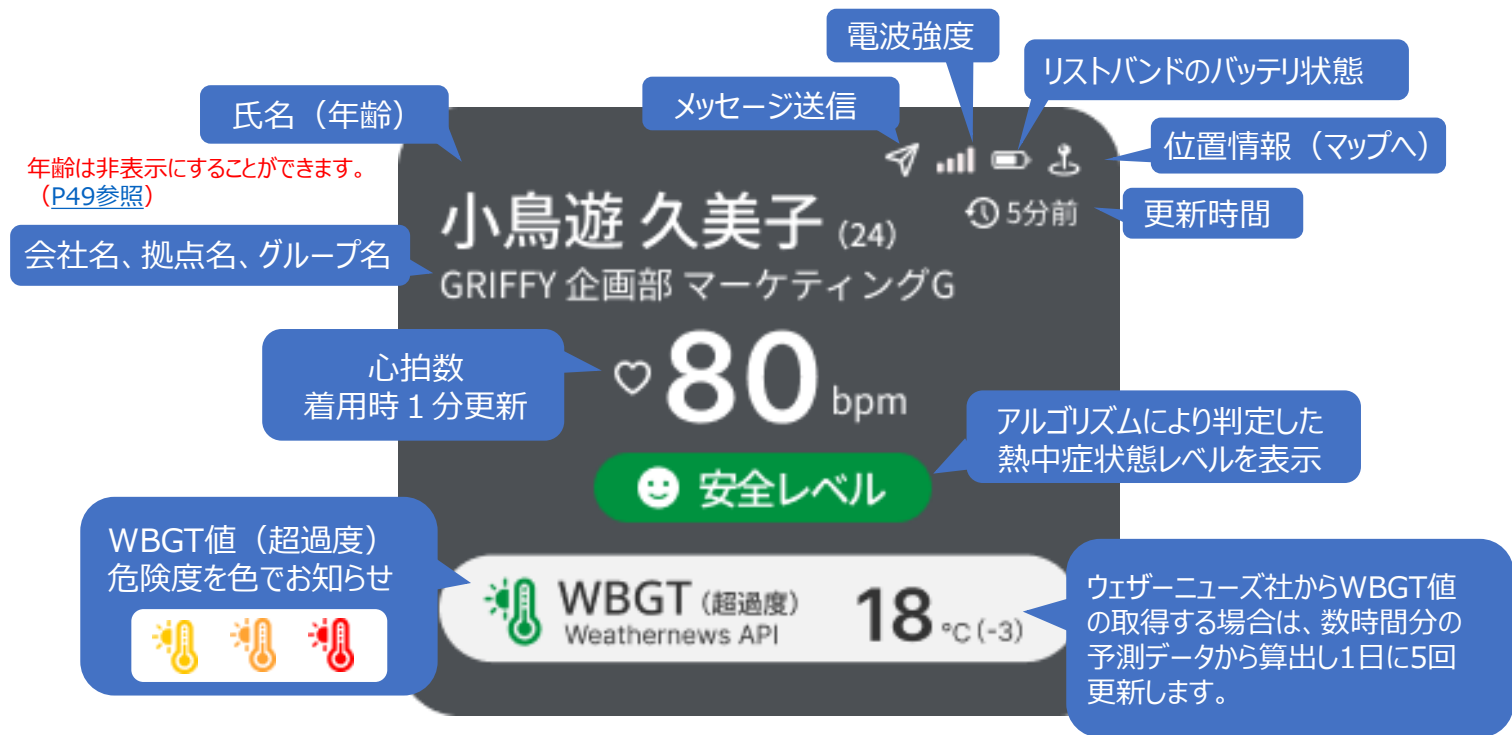 電波強度
リストバンドのバッテリ状態
メッセージ送信
氏名（年齢）
位置情報（マップへ）
年齢は非表示にすることができます。
（P49参照）
小鳥遊 久美子 (24)
5分前
更新時間
会社名、拠点名、グループ名
GRIFFY 企画部 マーケティングG
心拍数
着用時１分更新
80 bpm
アルゴリズムにより判定した
熱中症状態レベルを表示
安全レベル
WBGT値（超過度）
危険度を色でお知らせ
WBGT (超過度)
Weathernews API
18 ℃ (-3)
ウェザーニューズ社からWBGT値
の取得する場合は、数時間分の
予測データから算出し1日に5回
更新します。